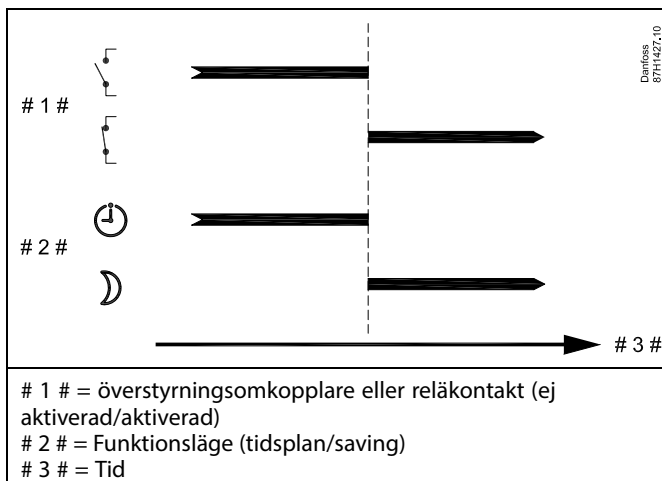 Danfoss
87H1427.10
# 1 #
# 2 #
# 3 #
# 1 # = överstyrningsomkopplare eller reläkontakt (ej
aktiverad/aktiverad)
# 2 # = Funktionsläge (tidsplan/saving)
# 3 # = Tid